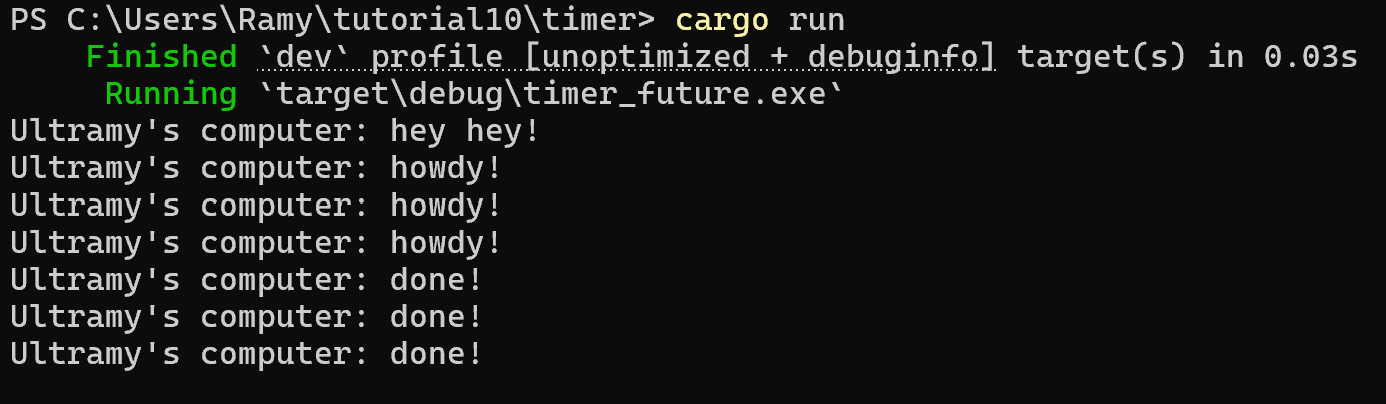 PS C:\Users\Ramy\tutorial10\timer> cargo run
    Finished `dev` profile [unoptimized + debuginfo] target(s) in 0.03s
     Running `target\debug\timer_future.exe`
Ultramy's computer: hey hey!
Ultramy's computer: howdy!
Ultramy's computer: howdy!
Ultramy's computer: howdy!
Ultramy's computer: done!
Ultramy's computer: done!
Ultramy's computer: done!